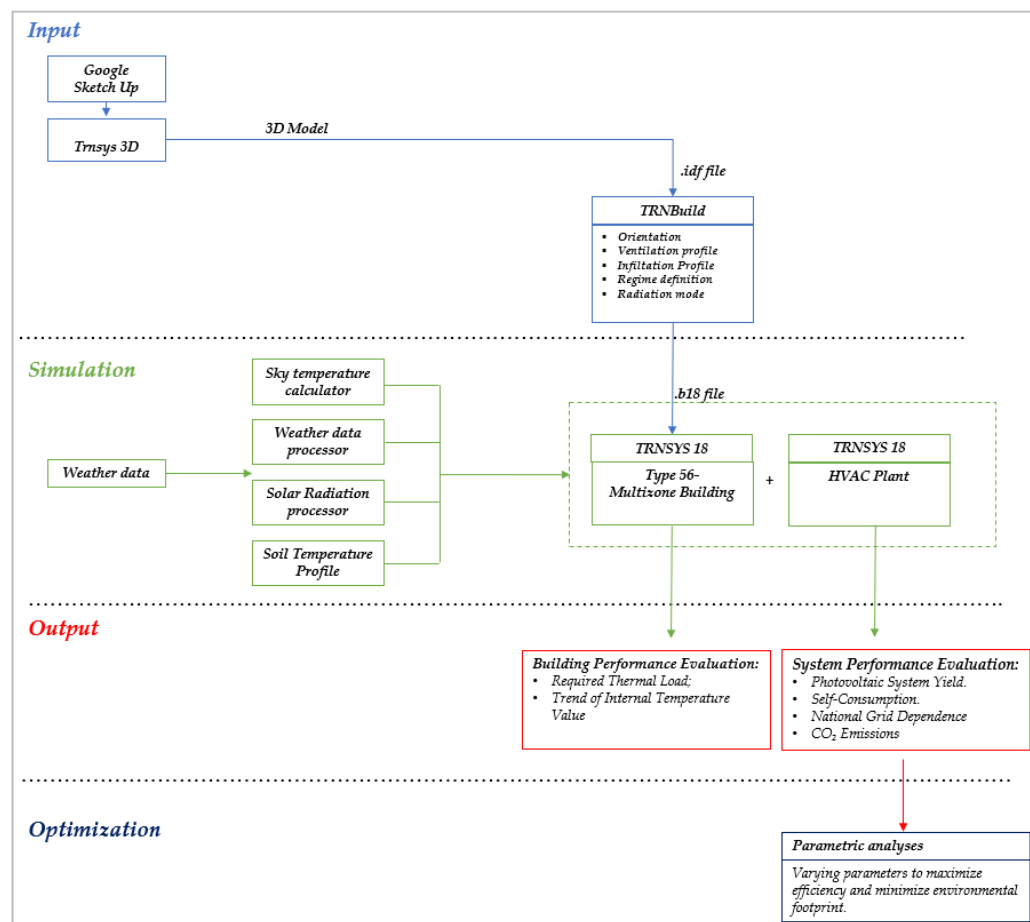 Input
Google
Sketch Up
Trnsys 3D
3D Model
.idf file
TRNBuild
▪ Orientation
▪ Ventilation profile
▪ Infiltation Profile
▪ Regime definition
▪ Radiation mode
Simulation
Sky temperature
calculator
.b18 file
Weather data
processor
TRNSYS 18
Type 56-
Multizone Building
+
TRNSYS 18
HVAC Plant
Weather data
Solar Radiation
processor
Soil Temperature
Profile
Output
Building Performance Evaluation:
• Required Thermal Load;
• Trend of Internal Temperature
Value
System Performance Evaluation:
• Photovoltaic System Yield.
• Self-Consumption.
• National Grid Dependence
• CO₂ Emissions
Optimization
Parametric analyses
Varying parameters to maximize
efficiency and minimize environmental
footprint.